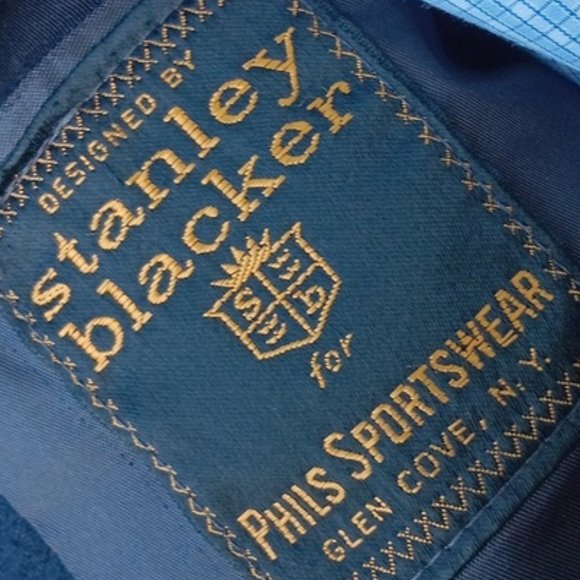 DESIGNED BY
stanley
blacker
s
b
for
PHILS SPORTSWEAR
GLEN COVE, N.Y.